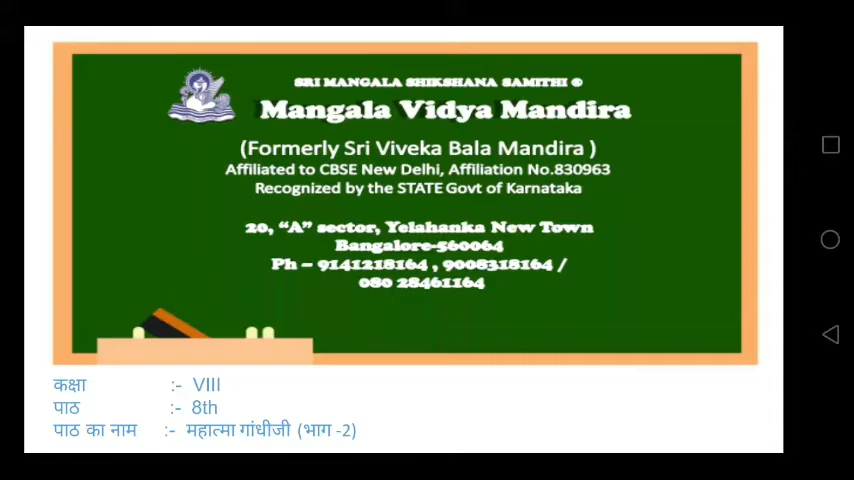 SRI MANGALA SHIKSHANA SAMITHI ®
Mangala Vidya Mandira
(Formerly Sri Viveka Bala Mandira )
Affiliated to CBSE New Delhi, Affiliation No.830963
Recognized by the STATE Govt of Karnataka
20, “A” sector, Yelahanka New Town
Bangalore-560064
Ph – 9141218164 , 9008318164 /
080 28461164
कक्षा :- VIII
पाठ :- 8th
पाठ का नाम :- महात्मा गांधीजी (भाग -2)